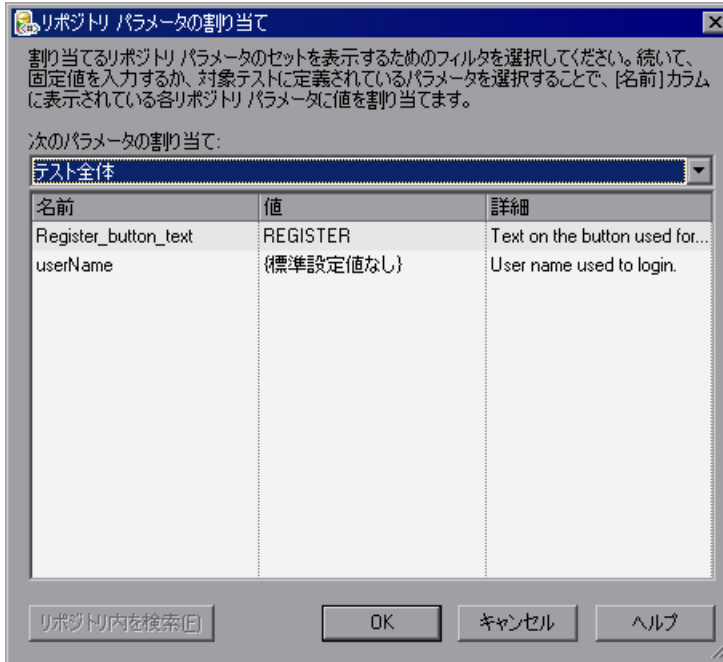 リポジトリ パラメータの割り当て
割り当てるリポジトリ パラメータのセットを表示するためのフィルタを選択してください。続いて、
固定値を入力するか、対象テストに定義されているパラメータを選択することで、[名前]カラム
に表示されている各リポジトリ パラメータに値を割り当てます。
次のパラメータの割り当て:
テスト全体
名前 値 詳細
Register_button_text REGISTER Text on the button used for...
userName {標準設定値なし} User name used to login.
リポジトリ内を検索(F) OK キャンセル ヘルプ